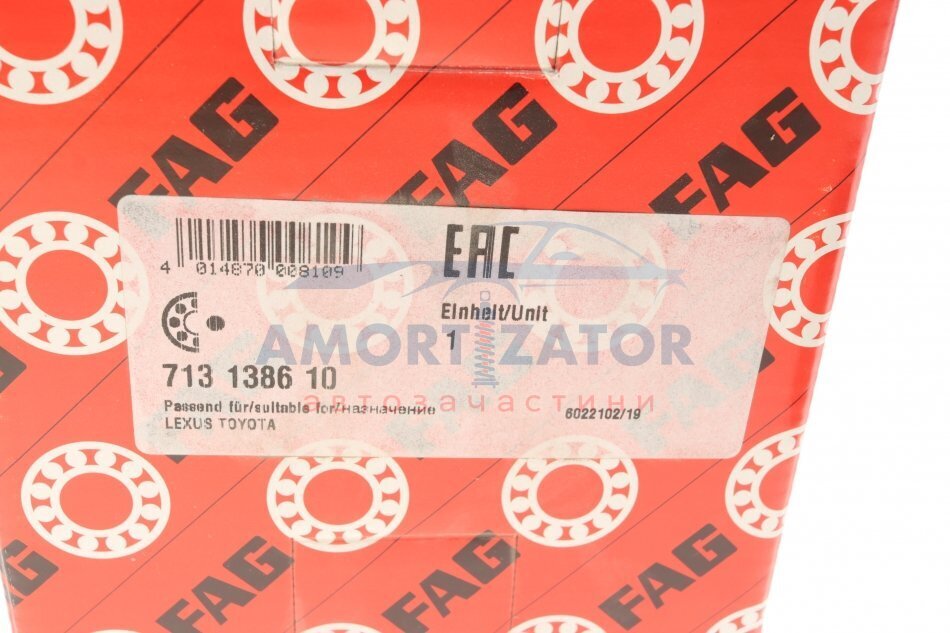 FAG
FAG
FAG
4 014870 008109
EAC
Einheit/Unit
1
AMORTIZATOR
автозачастини
713 1386 10
Passend für/suitable for/назначение
LEXUS TOYOTA
6022102/19
FAG
FAG
FAG